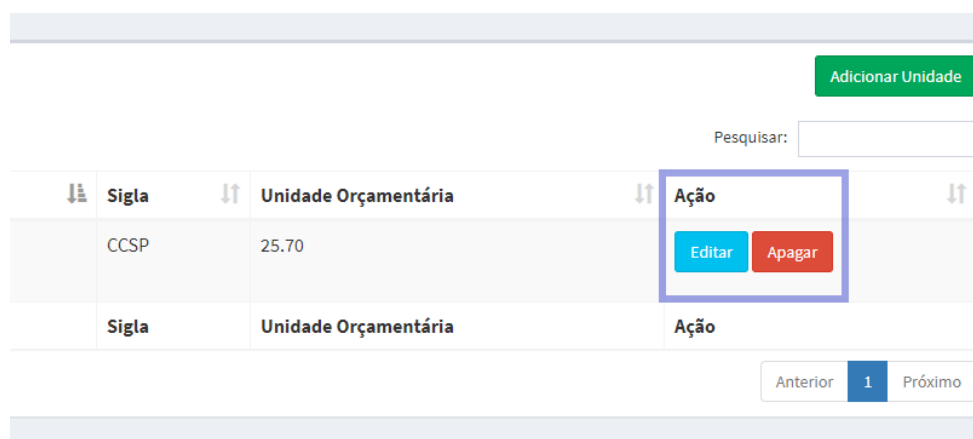 Adicionar Unidade
Pesquisar:
Sigla Unidade Orçamentária Ação
CCSP 25.70 Editar Apagar
Sigla Unidade Orçamentária Ação
Anterior 1 Próximo